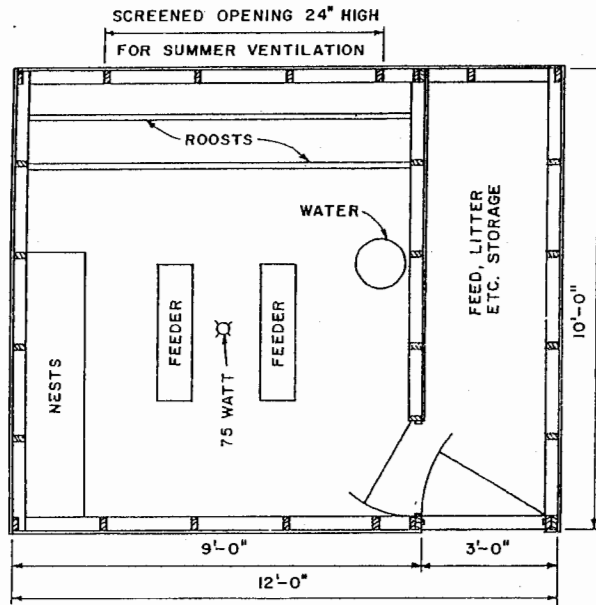 SCREENED OPENING 24" HIGH
FOR SUMMER VENTILATION
ROOSTS
WATER
FEED, LITTER
ETC. STORAGE
10'-0"
NESTS
FEEDER
75 WATT
FEEDER
9'-0"
3'-0"
12'-0"